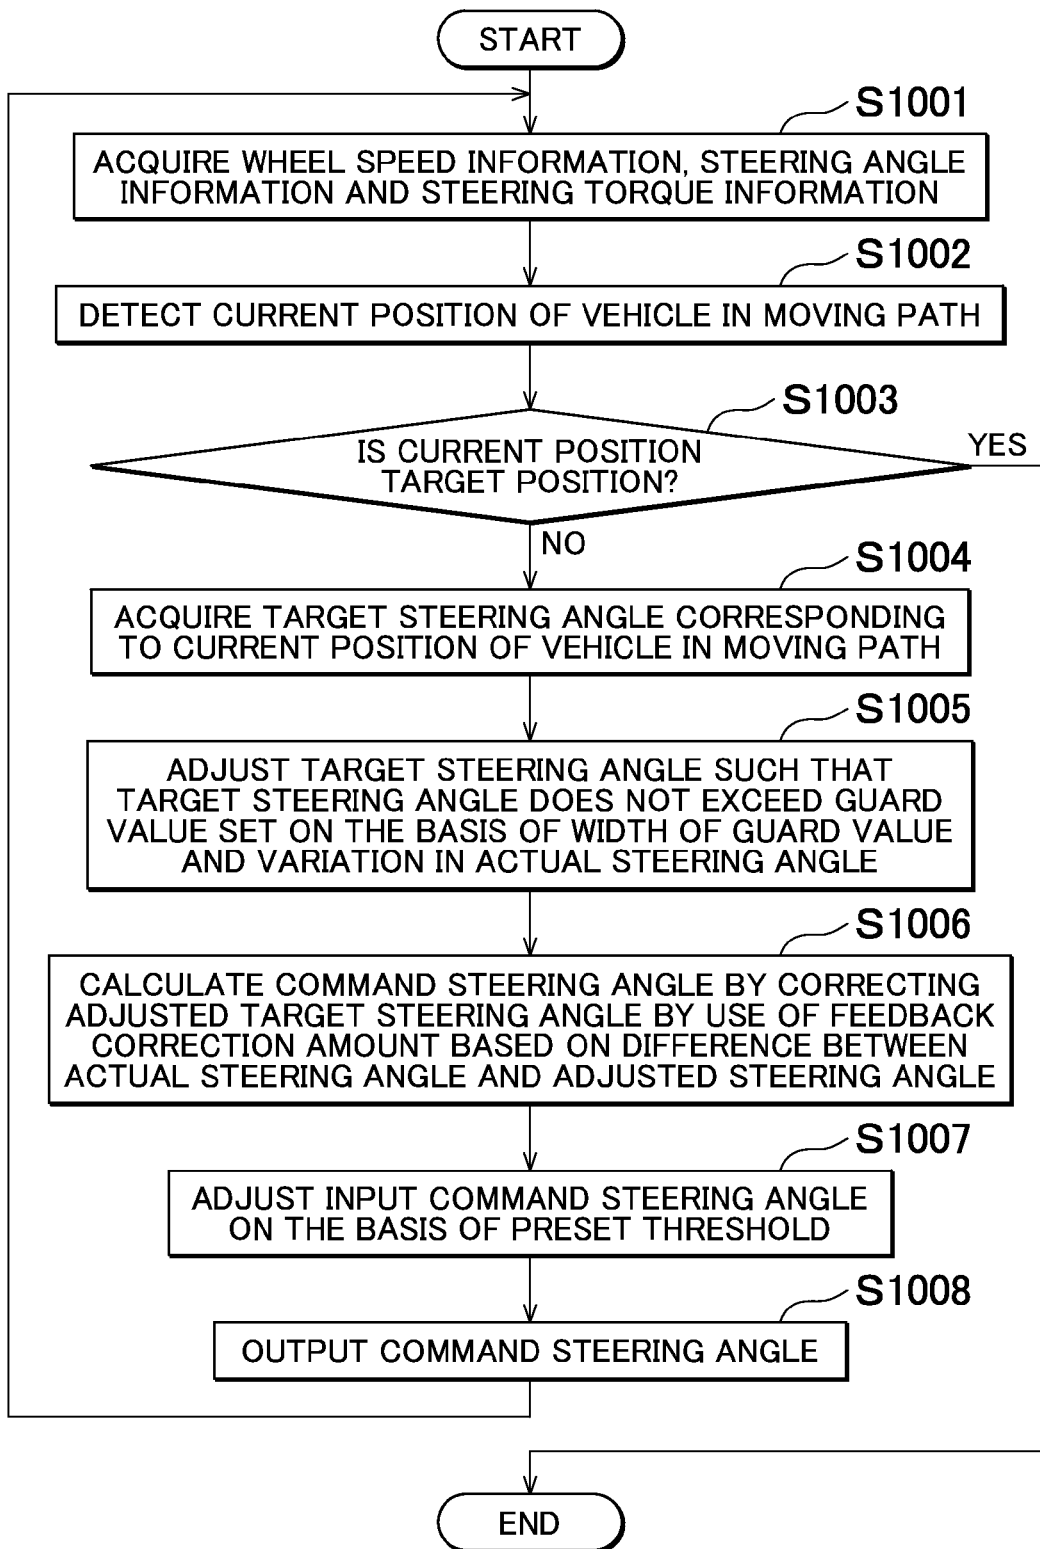 START
S1001
ACQUIRE WHEEL SPEED INFORMATION, STEERING ANGLE
INFORMATION AND STEERING TORQUE INFORMATION
S1002
DETECT CURRENT POSITION OF VEHICLE IN MOVING PATH
S1003
IS CURRENT POSITION
TARGET POSITION?
YES
NO
S1004
ACQUIRE TARGET STEERING ANGLE CORRESPONDING
TO CURRENT POSITION OF VEHICLE IN MOVING PATH
S1005
ADJUST TARGET STEERING ANGLE SUCH THAT
TARGET STEERING ANGLE DOES NOT EXCEED GUARD
VALUE SET ON THE BASIS OF WIDTH OF GUARD VALUE
AND VARIATION IN ACTUAL STEERING ANGLE
S1006
CALCULATE COMMAND STEERING ANGLE BY CORRECTING
ADJUSTED TARGET STEERING ANGLE BY USE OF FEEDBACK
CORRECTION AMOUNT BASED ON DIFFERENCE BETWEEN
ACTUAL STEERING ANGLE AND ADJUSTED STEERING ANGLE
S1007
ADJUST INPUT COMMAND STEERING ANGLE
ON THE BASIS OF PRESET THRESHOLD
S1008
OUTPUT COMMAND STEERING ANGLE
END